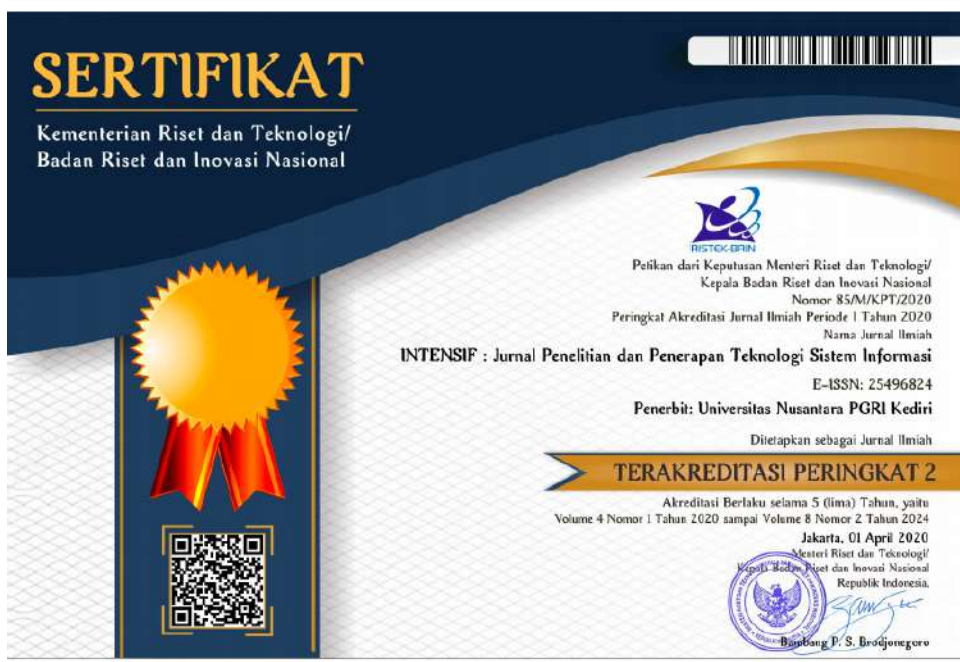 SERTIFIKAT
Kementerian Riset dan Teknologi/
Badan Riset dan Inovasi Nasional
RISTEK-BRIN
Petikan dari Keputusan Menteri Riset dan Teknologi/
Kepala Badan Riset dan Inovasi Nasional
Nomor 85/M/KPT/2020
Peringkat Akreditasi Jurnal Ilmiah Periode I Tahun 2020
Nama Jurnal Ilmiah
INTENSIF : Jurnal Penelitian dan Penerapan Teknologi Sistem Informasi
E-ISSN: 25496824
Penerbit: Universitas Nusantara PGRI Kediri
Ditetapkan sebagai Jurnal Ilmiah
TERAKREDITASI PERINGKAT 2
Akreditasi Berlaku selama 5 (lima) Tahun, yaitu
Volume 4 Nomor 1 Tahun 2020 sampai Volume 8 Nomor 2 Tahun 2024
Jakarta, 01 April 2020
Menteri Riset dan Teknologi/
Kepala Badan Riset dan Inovasi Nasional
Republik Indonesia,
Bambang P. S. Brodjonegoro